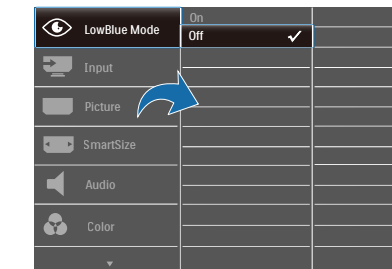 On
LowBlue Mode
Off
Input
Picture
SmartSize
Audio
Color